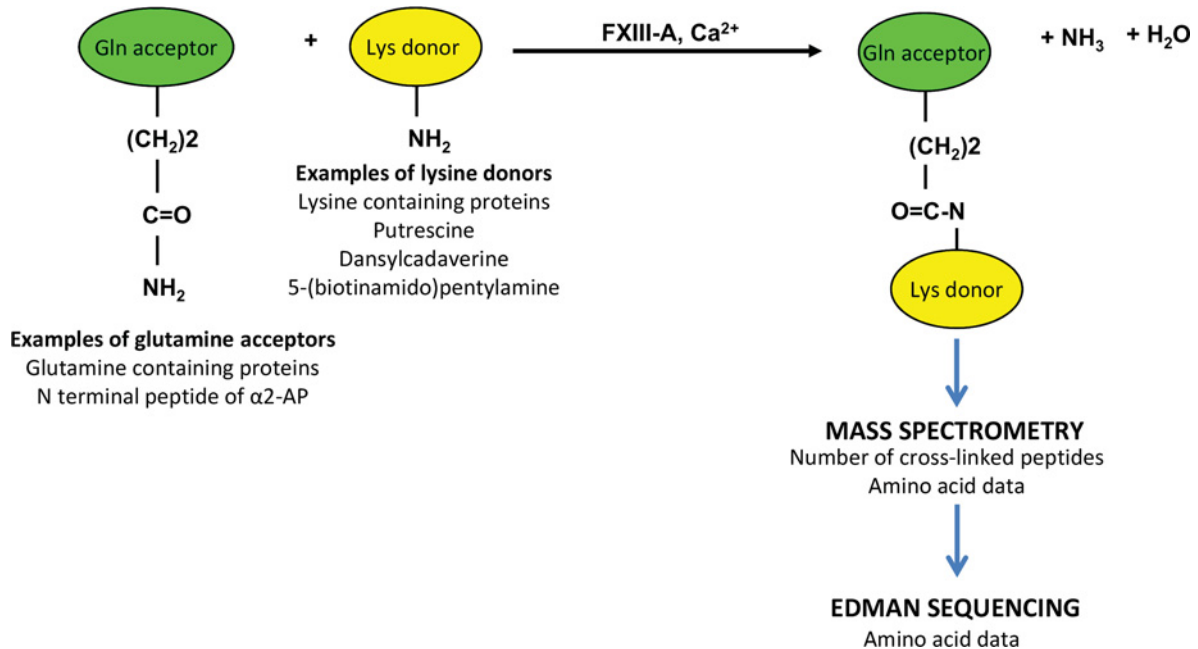 Gln acceptor
+
Lys donor
FXIII-A, Ca²⁺
Gln acceptor
+ NH₃ + H₂O
(CH₂)2
C=O
NH₂
Examples of glutamine acceptors
Glutamine containing proteins
N terminal peptide of α2-AP
NH₂
Examples of lysine donors
Lysine containing proteins
Putrescine
Dansylcadaverine
5-(biotinamido)pentylamine
(CH₂)2
O=C-N
Lys donor
MASS SPECTROMETRY
Number of cross-linked peptides
Amino acid data
EDMAN SEQUENCING
Amino acid data